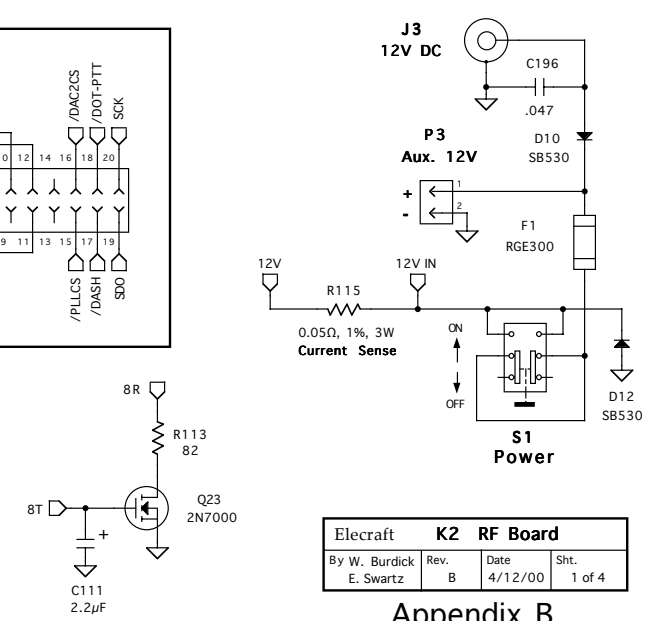 J3
12V DC
C196
.047
D10
SB530
P3
Aux. 12V
+
1
-
2
F1
RGE300
/DAC2CS
/DOT-PTT
SCK
0 12 14 16 18 20
9 11 13 15 17 19
/PLLCS
/DASH
SDO
12V
R115
12V IN
0.05Ω, 1%, 3W
Current Sense
ON
OFF
S1
Power
D12
SB530
8R
R113
82
8T
Q23
2N7000
+
C111
2.2µF
Elecraft K2 RF Board
By W. Burdick
E. Swartz
Rev.
B
Date
4/12/00
Sht.
1 of 4
Appendix B